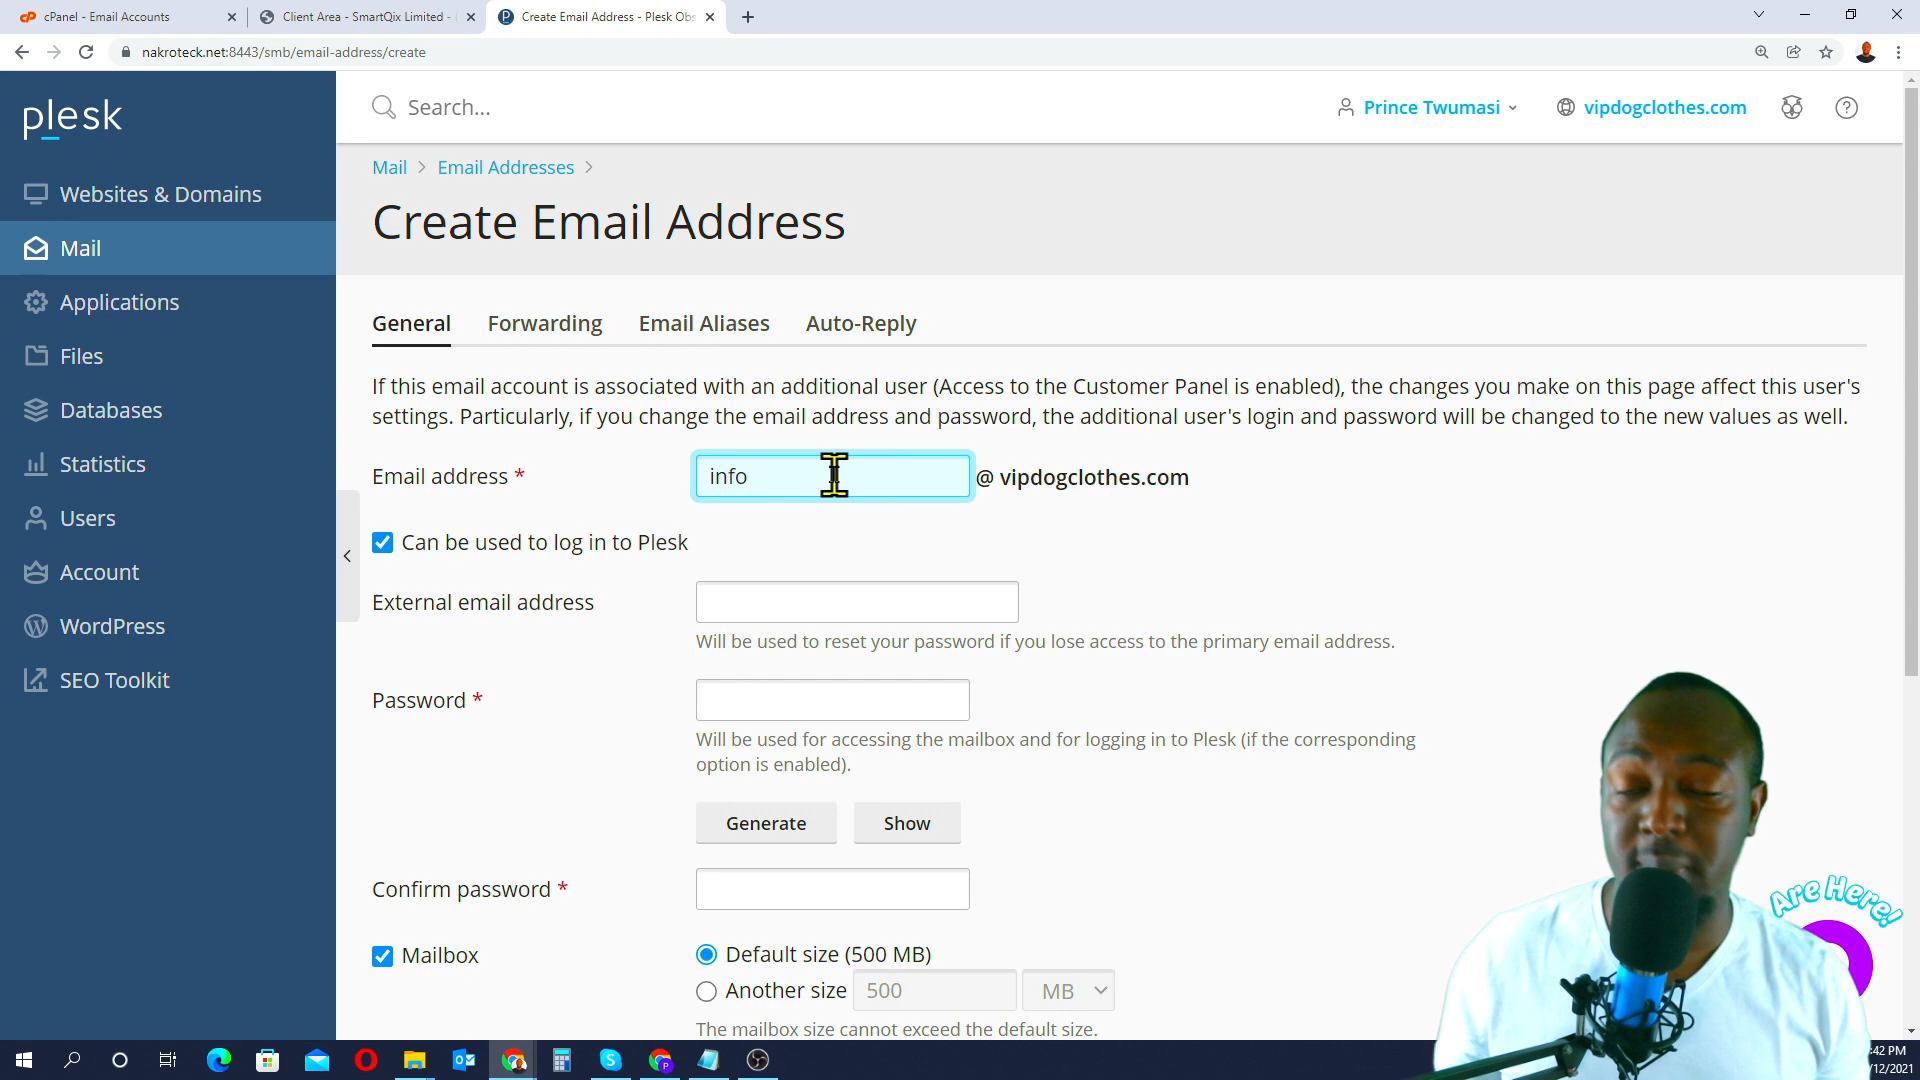 cPanel - Email Accounts
Client Area - SmartQix Limited -
Create Email Address - Plesk Obs
nakroteck.net:8443/smb/email-address/create
plesk
Search...
Prince Twumasi
vipdogclothes.com
Websites & Domains
Mail
Applications
Files
Databases
Statistics
Users
Account
WordPress
SEO Toolkit
Mail > Email Addresses >
Create Email Address
General
Forwarding
Email Aliases
Auto-Reply
If this email account is associated with an additional user (Access to the Customer Panel is enabled), the changes you make on this page affect this user's
settings. Particularly, if you change the email address and password, the additional user's login and password will be changed to the new values as well.
Email address *
info
@ vipdogclothes.com
Can be used to log in to Plesk
External email address
Will be used to reset your password if you lose access to the primary email address.
Password *
Will be used for accessing the mailbox and for logging in to Plesk (if the corresponding
option is enabled).
Generate
Show
Confirm password *
Mailbox
Default size (500 MB)
Another size
500
MB
The mailbox size cannot exceed the default size.
Are Here!
:42 PM
/12/2021